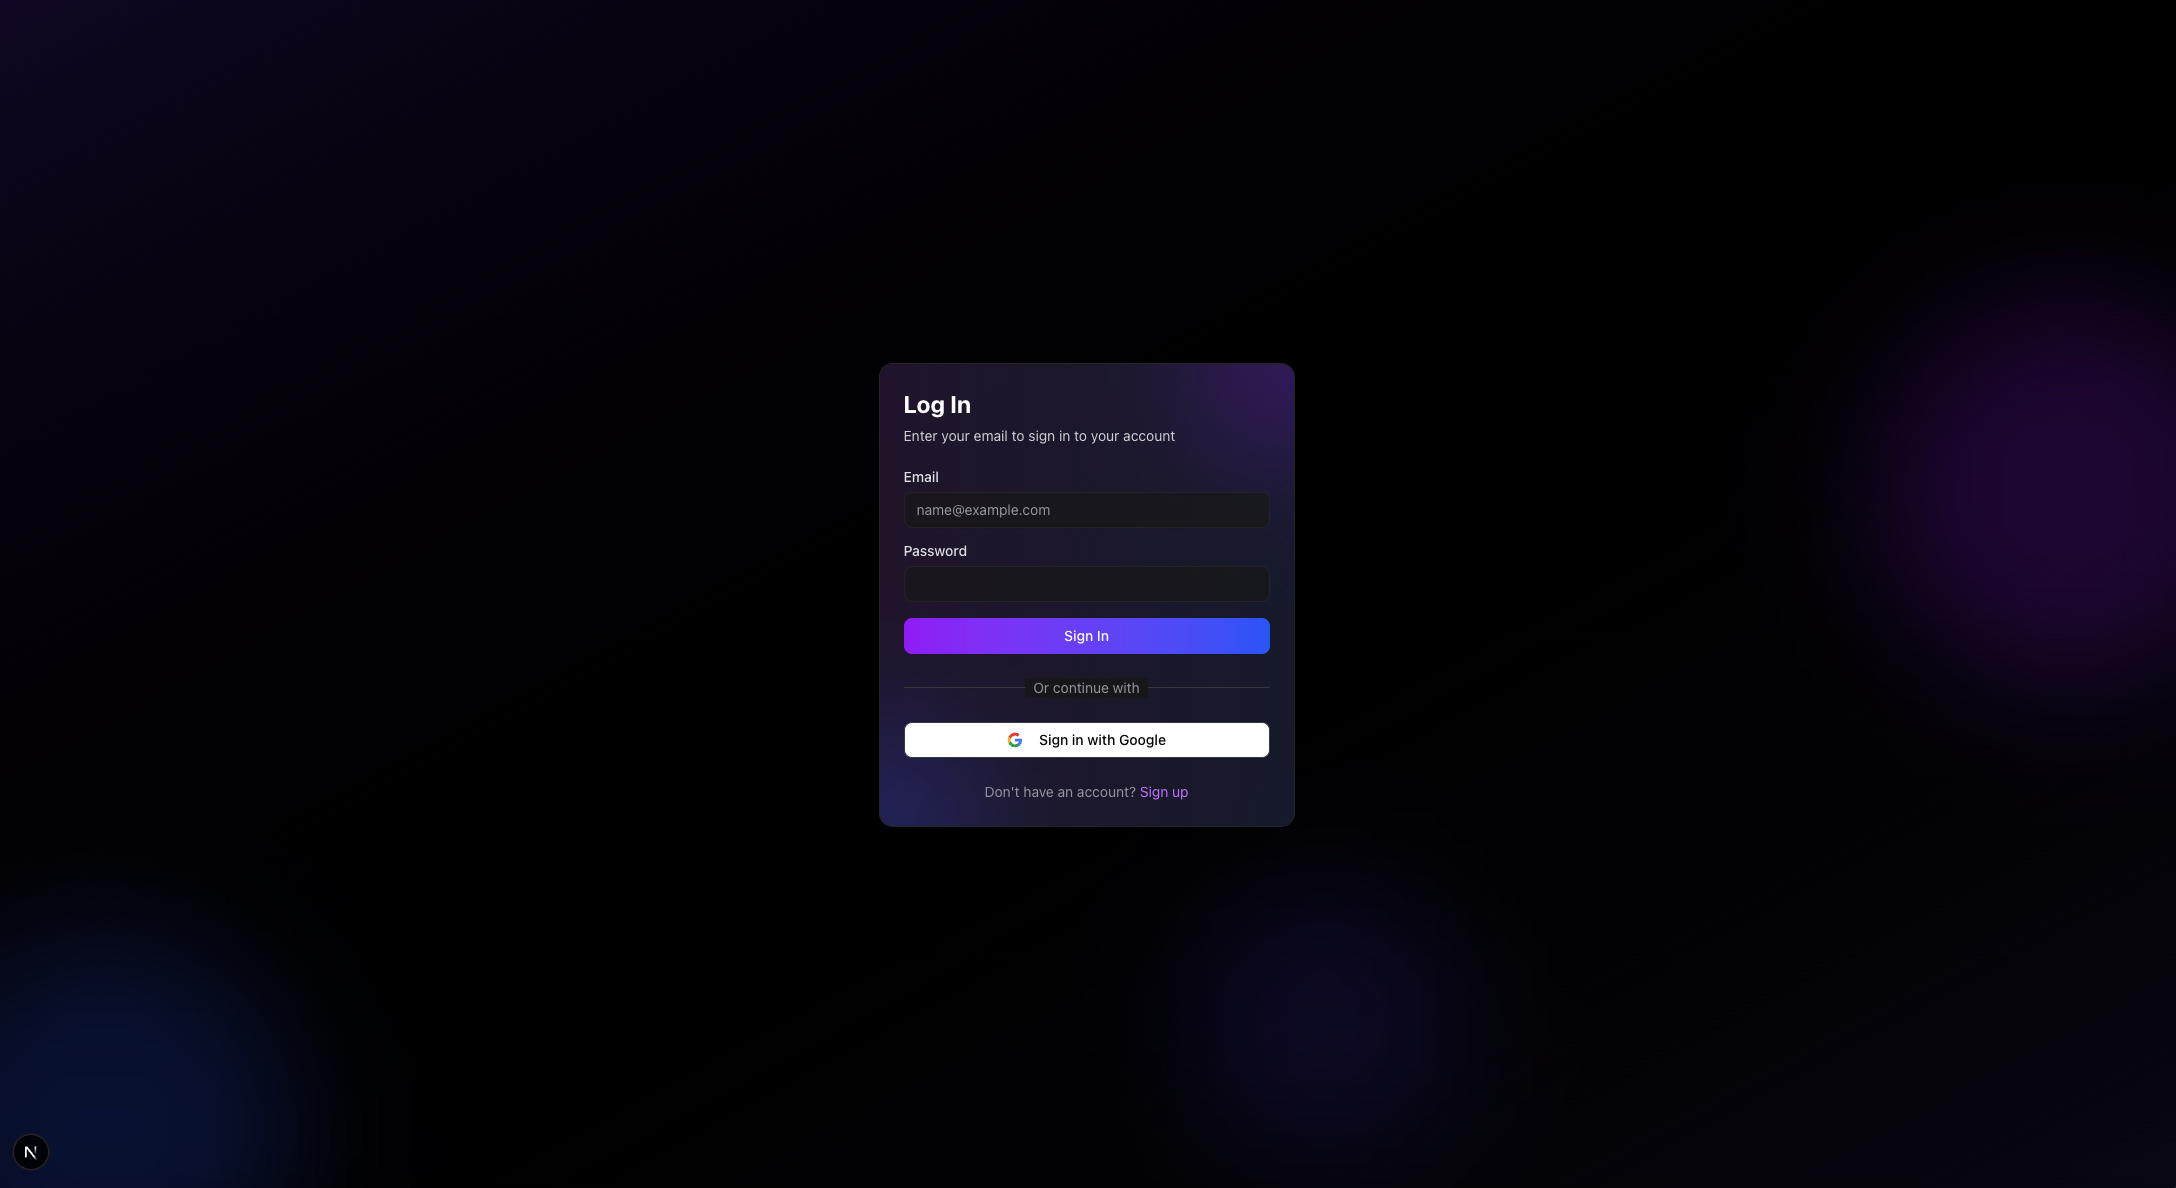 Log In
Enter your email to sign in to your account
Email
name@example.com
Password
Sign In
Or continue with
Sign in with Google
Don't have an account? Sign up
N